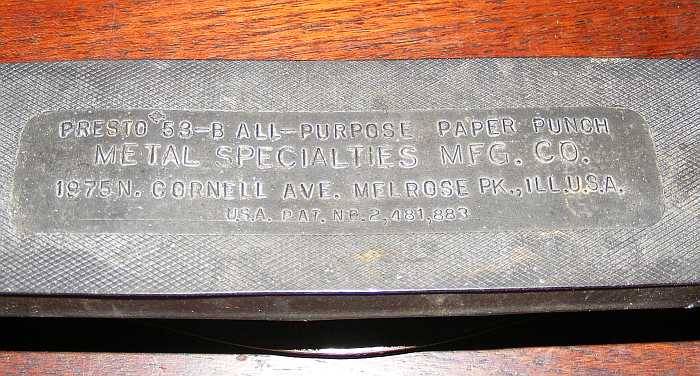 PRESTO 53-B ALL-PURPOSE PAPER PUNCH
METAL SPECIALTIES MFG. CO.
1975 N. CORNELL AVE. MELROSE PK., ILL. U.S.A.
U.S.A. PAT. NR. 2,481,883